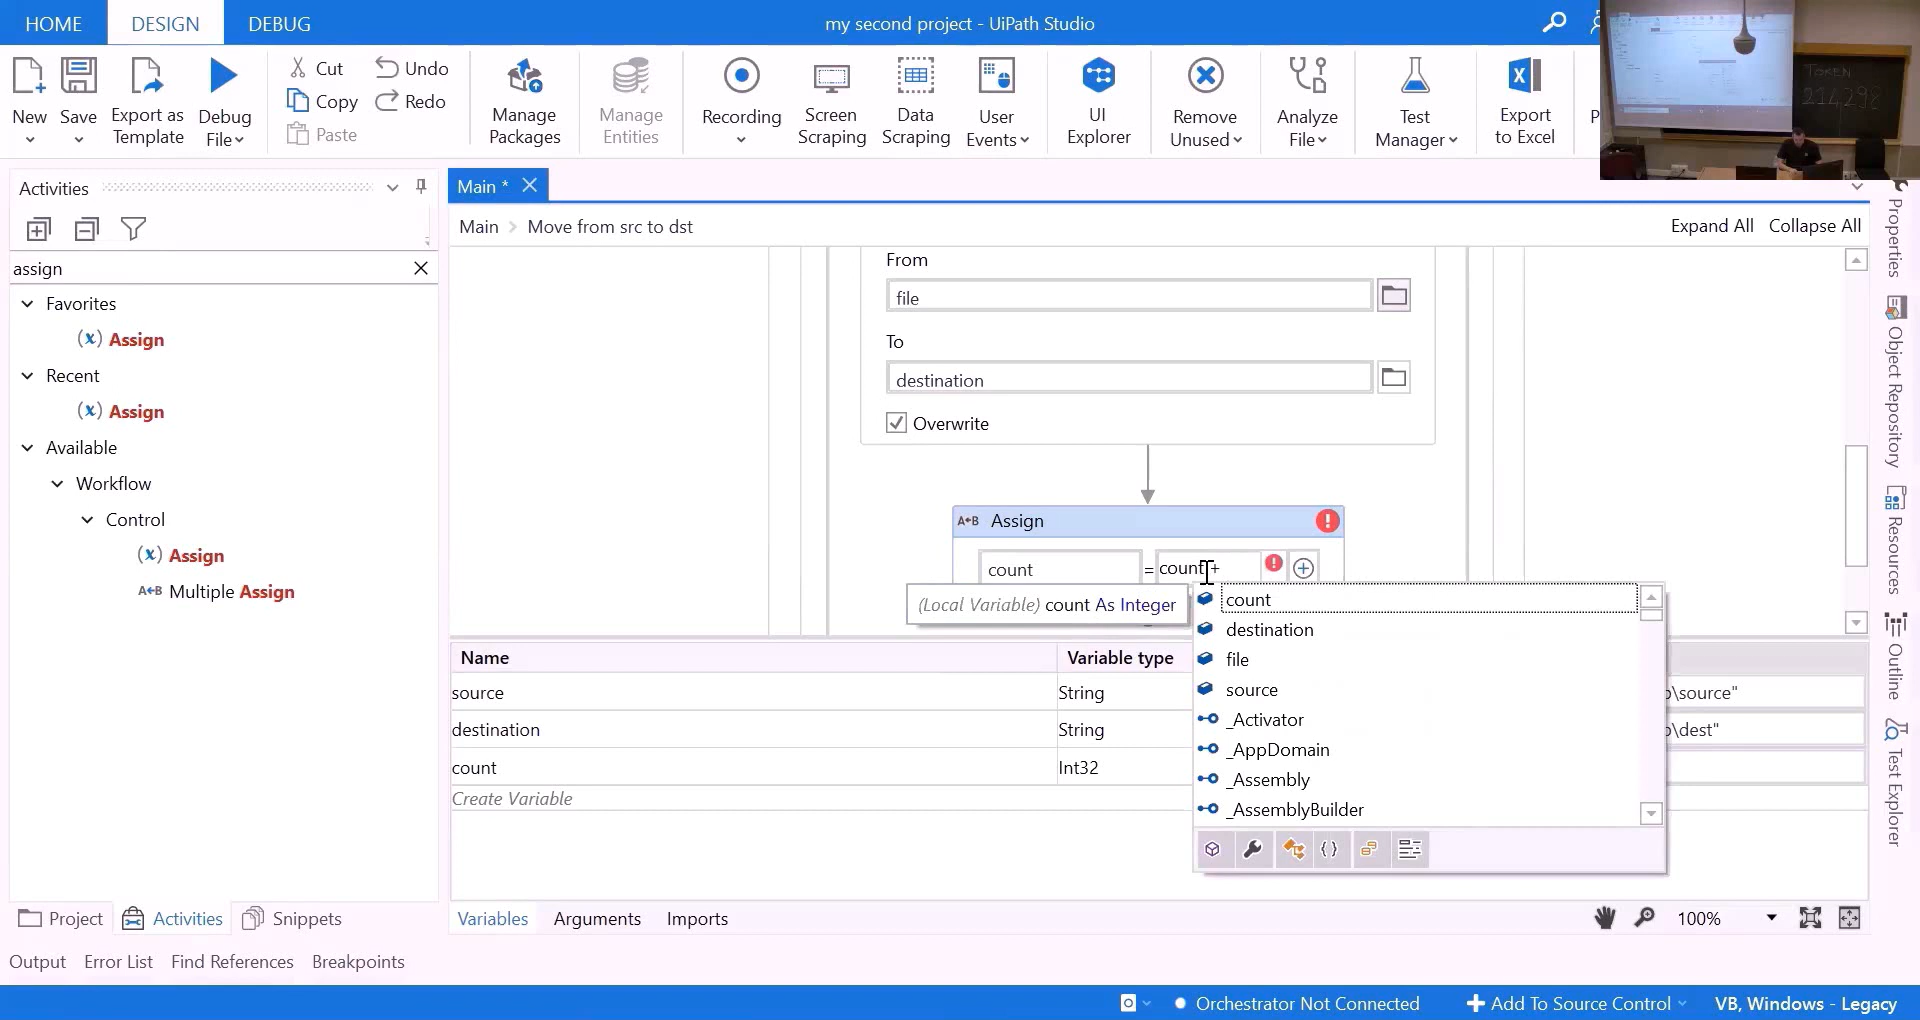 HOME DESIGN DEBUG
my second project - UiPath Studio
New Save Export as Template Debug File
Cut Undo
Copy Redo
Paste
Manage Packages
Manage Entities
Recording
Screen Scraping
Data Scraping
User Events
UI Explorer
Remove Unused
Analyze File
Test Manager
Export to Excel
P
TOKEN
214298
Activities
assign
Favorites
Assign
Recent
Assign
Available
Workflow
Control
Assign
A+B Multiple Assign
Main *
Main > Move from src to dst
Expand All Collapse All
From
file
To
destination
Overwrite
A+B Assign
count = count +
(Local Variable) count As Integer
count
destination
file
source
_Activator
_AppDomain
_Assembly
_AssemblyBuilder
Name Variable type
source String o\source"
destination String o\dest"
count Int32
Create Variable
Variables Arguments Imports
100%
Properties
Object Repository
Resources
Outline
Test Explorer
Project Activities Snippets
Output Error List Find References Breakpoints
Orchestrator Not Connected Add To Source Control VB, Windows - Legacy